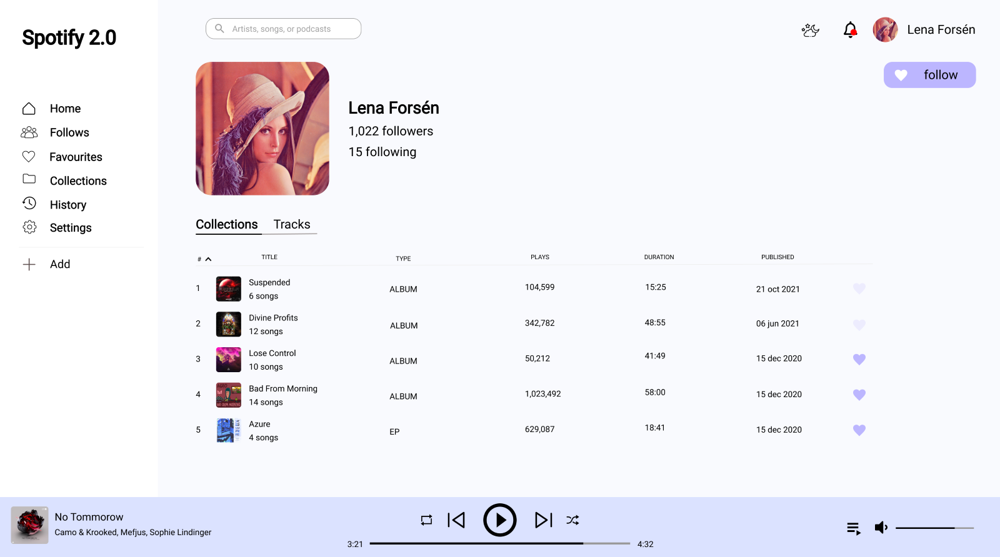 Spotify 2.0
Artists, songs, or podcasts
Lena Forsén
Home
Follows
Favourites
Collections
History
Settings
Add
follow
Lena Forsén
1,022 followers
15 following
Collections Tracks
# TITLE TYPE PLAYS DURATION PUBLISHED
1 Suspended ALBUM 104,599 15:25 21 oct 2021
6 songs
2 Divine Profits ALBUM 342,782 48:55 06 jun 2021
12 songs
3 Lose Control ALBUM 50,212 41:49 15 dec 2020
10 songs
4 Bad From Morning ALBUM 1,023,492 58:00 15 dec 2020
14 songs
5 Azure EP 629,087 18:41 15 dec 2020
4 songs
No Tommorow
Camo & Krooked, Mefjus, Sophie Lindinger
3:21 4:32